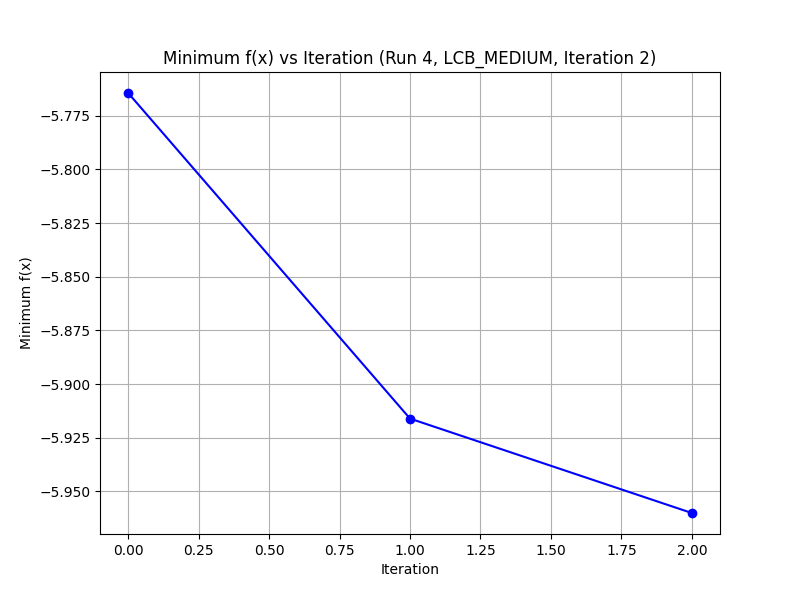 Minimum f(x) vs Iteration (Run 4, LCB_MEDIUM, Iteration 2)
Minimum f(x)
−5.775
−5.800
−5.825
−5.850
−5.875
−5.900
−5.925
−5.950
0.00 0.25 0.50 0.75 1.00 1.25 1.50 1.75 2.00
Iteration